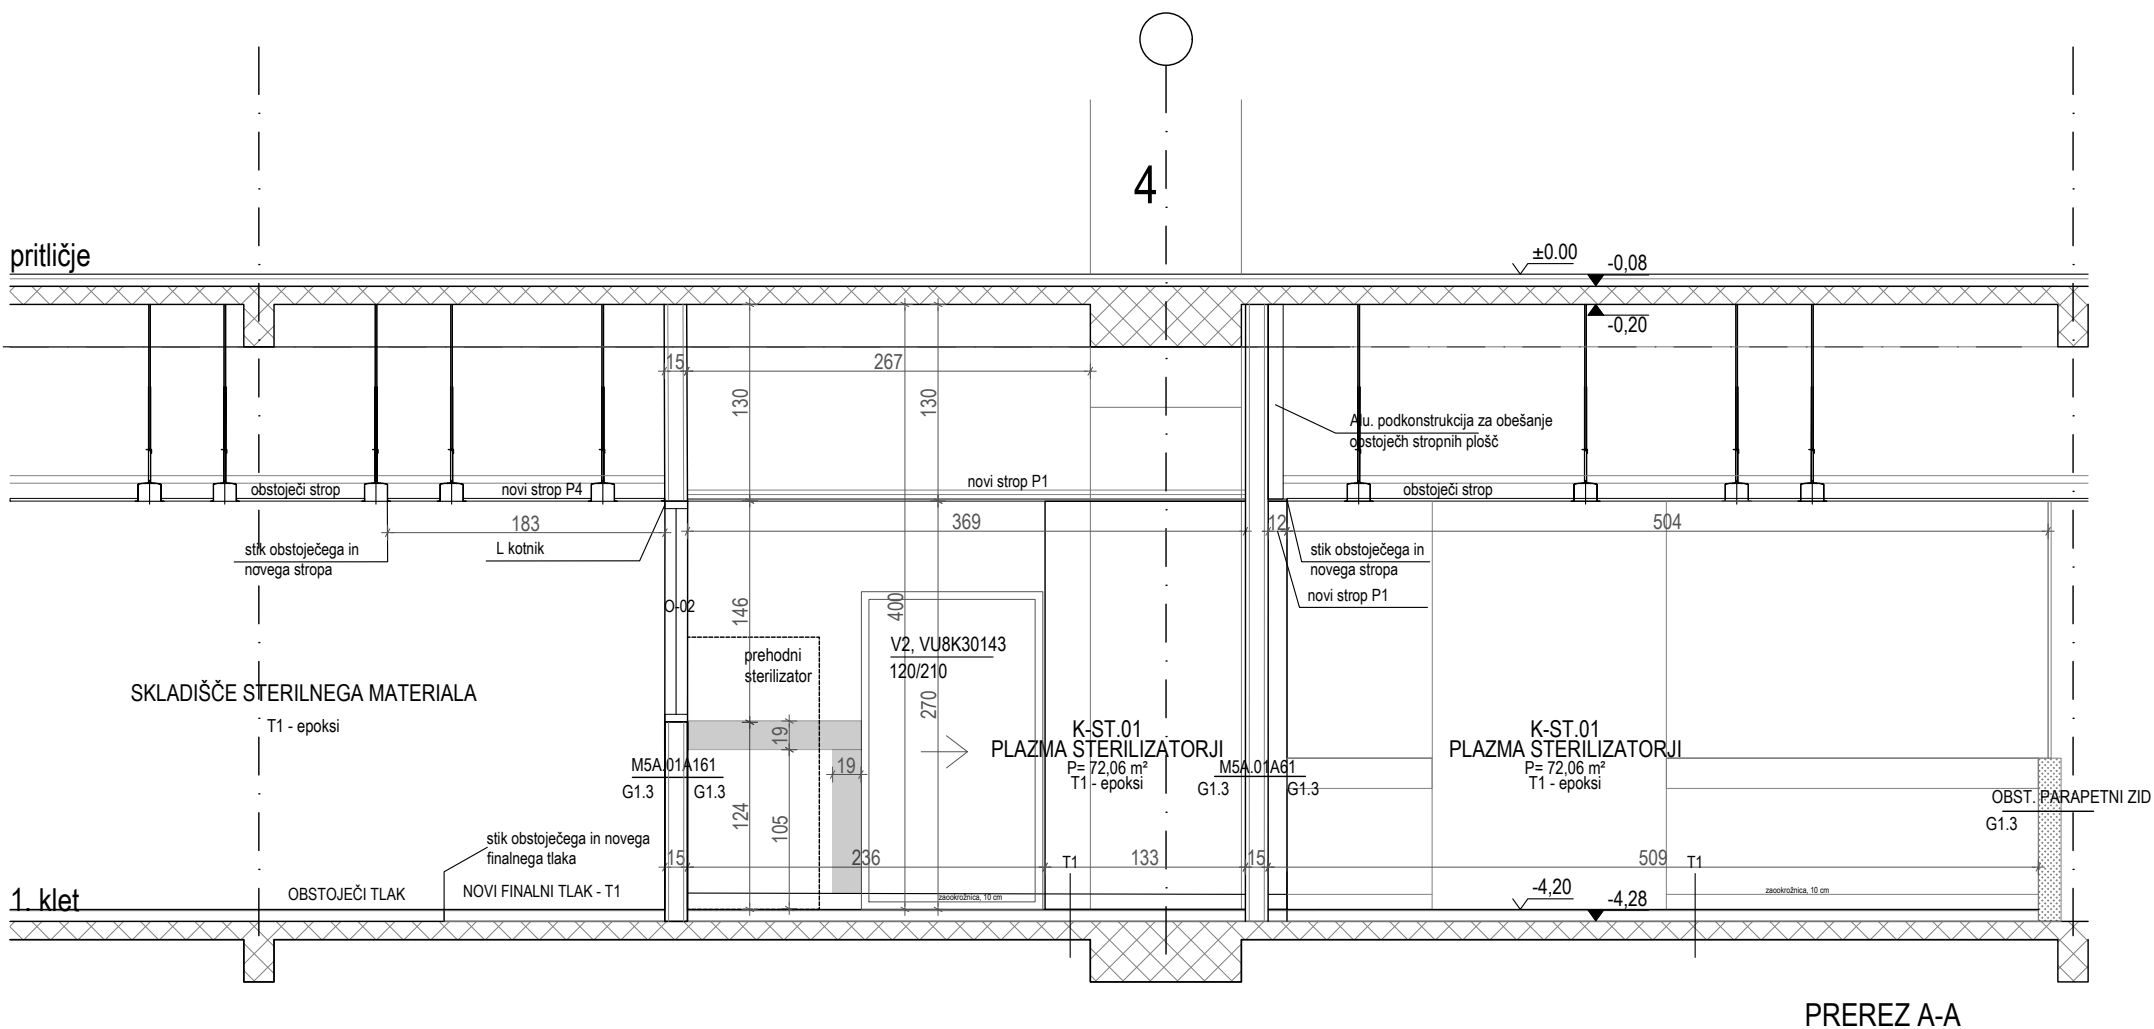 4
pritličje
±0.00
-0,08
-0,20
15
267
130
130
Alu. podkonstrukcija za obešanje
obstoječh stropnih plošč
obstoječi strop
novi strop P4
novi strop P1
obstoječi strop
183
369
12
504
stik obstoječega in
novega stropa
L kotnik
stik obstoječega in
novega stropa
novi strop P1
O-02
146
400
V2, VU8K30143
120/210
prehodni
sterilizator
270
SKLADIŠČE STERILNEGA MATERIALA
T1 - epoksi
19
19
K-ST.01
PLAZMA STERILIZATORJI
P= 72,06 m²
T1 - epoksi
K-ST.01
PLAZMA STERILIZATORJI
P= 72,06 m²
T1 - epoksi
M5A.01A161
G1.3
G1.3
M5A.01A61
G1.3
G1.3
OBST. PARAPETNI ZID
G1.3
124
105
stik obstoječega in novega
finalnega tlaka
15
236
T1
133
15
509
T1
1. klet
OBSTOJEČI TLAK
NOVI FINALNI TLAK - T1
zaookrožnica, 10 cm
-4,20
-4,28
zaookrožnica, 10 cm
PREREZ A-A